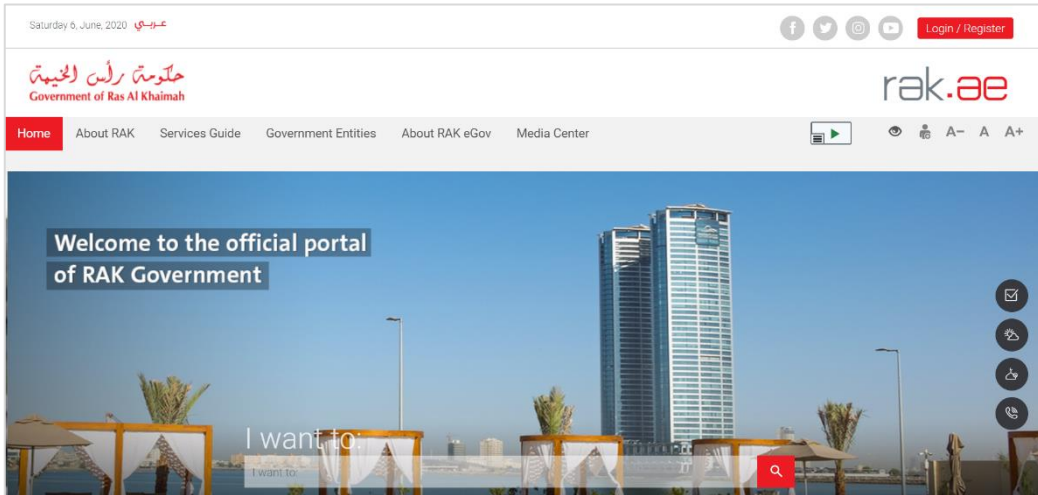 Saturday 6, June, 2020 عــربــي
Login / Register
حكومة رأس الخيمة
Government of Ras Al Khaimah
rak.ae
Home About RAK Services Guide Government Entities About RAK eGov Media Center
A− A A+
Welcome to the official portal
of RAK Government
I want to:
I want to: